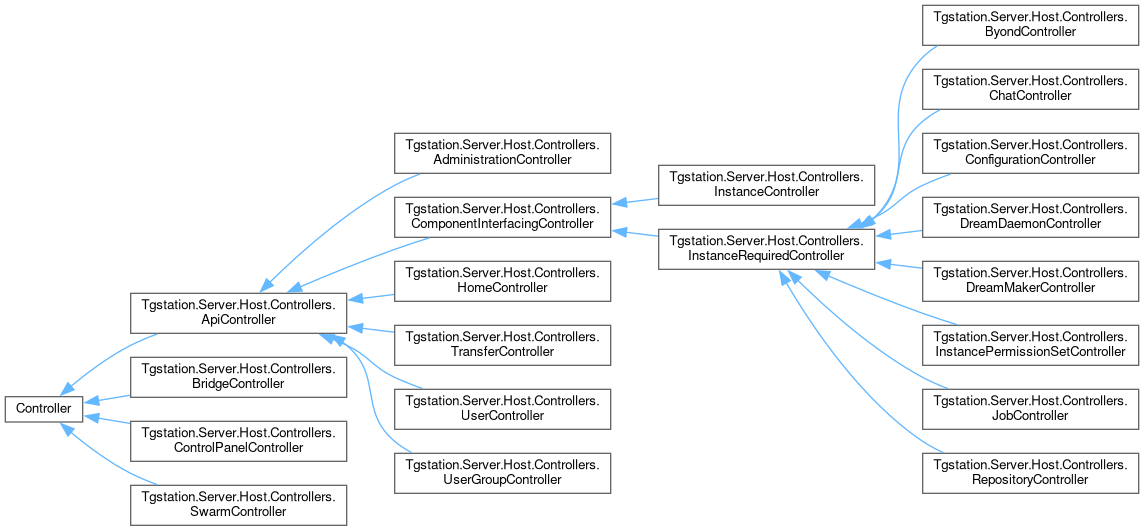 Controller
Tgstation.Server.Host.Controllers.
ApiController
Tgstation.Server.Host.Controllers.
BridgeController
Tgstation.Server.Host.Controllers.
ControlPanelController
Tgstation.Server.Host.Controllers.
SwarmController
Tgstation.Server.Host.Controllers.
AdministrationController
Tgstation.Server.Host.Controllers.
ComponentInterfacingController
Tgstation.Server.Host.Controllers.
HomeController
Tgstation.Server.Host.Controllers.
TransferController
Tgstation.Server.Host.Controllers.
UserController
Tgstation.Server.Host.Controllers.
UserGroupController
Tgstation.Server.Host.Controllers.
InstanceController
Tgstation.Server.Host.Controllers.
InstanceRequiredController
Tgstation.Server.Host.Controllers.
ByondController
Tgstation.Server.Host.Controllers.
ChatController
Tgstation.Server.Host.Controllers.
ConfigurationController
Tgstation.Server.Host.Controllers.
DreamDaemonController
Tgstation.Server.Host.Controllers.
DreamMakerController
Tgstation.Server.Host.Controllers.
InstancePermissionSetController
Tgstation.Server.Host.Controllers.
JobController
Tgstation.Server.Host.Controllers.
RepositoryController